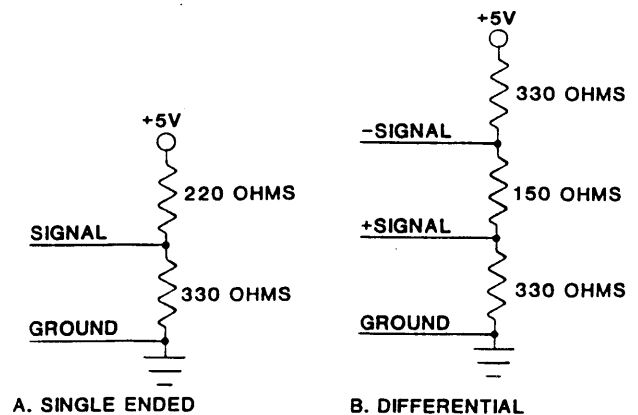 +5V
220 OHMS
SIGNAL
330 OHMS
GROUND
A. SINGLE ENDED
+5V
330 OHMS
-SIGNAL
150 OHMS
+SIGNAL
330 OHMS
GROUND
B. DIFFERENTIAL